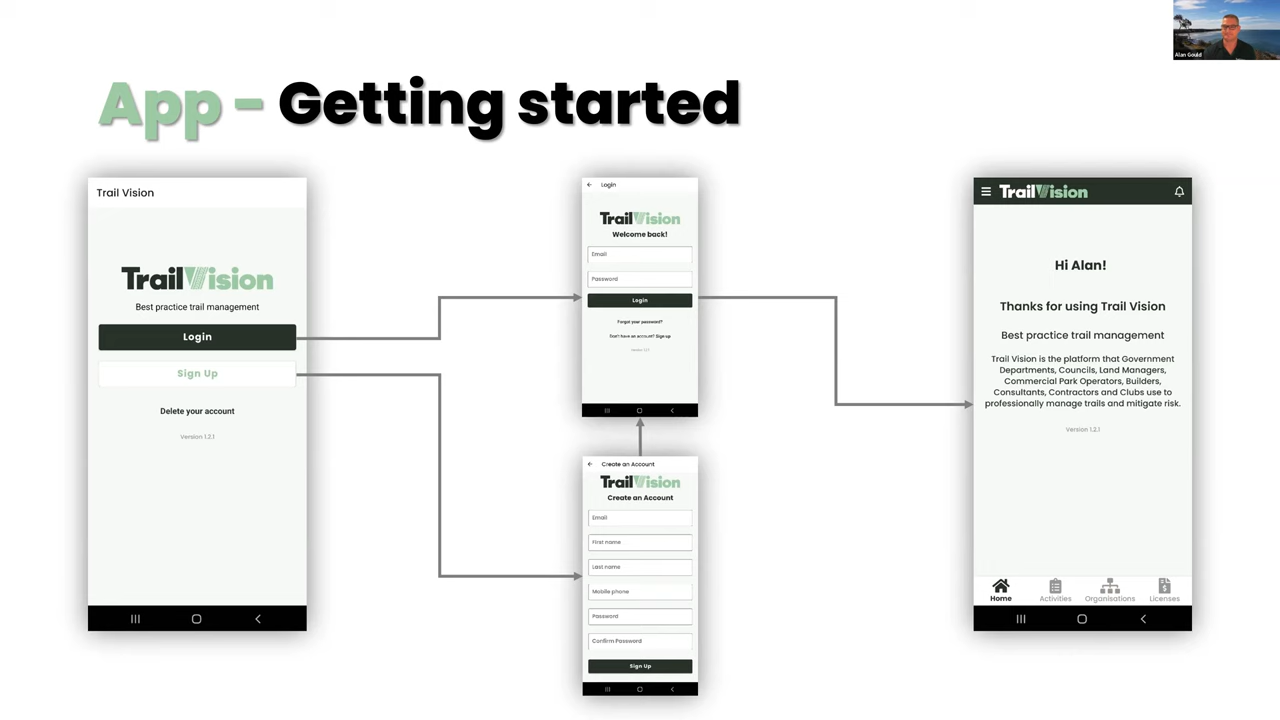 Alan Gould
App - Getting started
Trail Vision
TrailVision
Best practice trail management
Login
Sign Up
Delete your account
Version 1.2.1
Login
TrailVision
Welcome back!
Email
Password
Login
Forgot your password?
Don't have an account? Sign up
Version 1.2.1
Create an Account
TrailVision
Create an Account
Email
First name
Last name
Mobile phone
Password
Confirm Password
Sign Up
TrailVision
Hi Alan!
Thanks for using Trail Vision
Best practice trail management
Trail Vision is the platform that Government
Departments, Councils, Land Managers,
Commercial Park Operators, Builders,
Consultants, Contractors and Clubs use to
professionally manage trails and mitigate risk.
Version 1.2.1
Home Activities Organisations Licenses